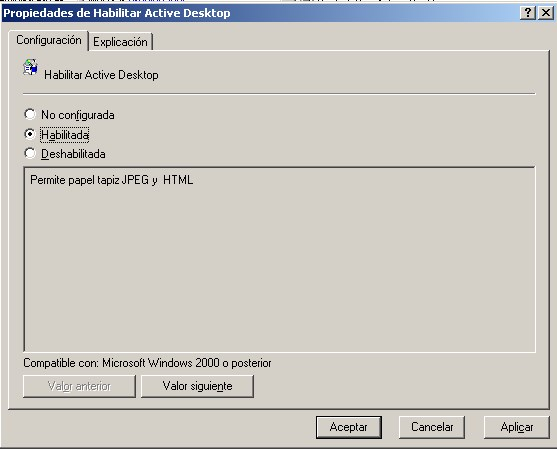 Propiedades de Habilitar Active Desktop
Configuración
Explicación
Habilitar Active Desktop
No configurada
Habilitada
Deshabilitada
Permite papel tapiz JPEG y HTML
Compatible con: Microsoft Windows 2000 o posterior
Valor anterior
Valor siguiente
Aceptar
Cancelar
Aplicar